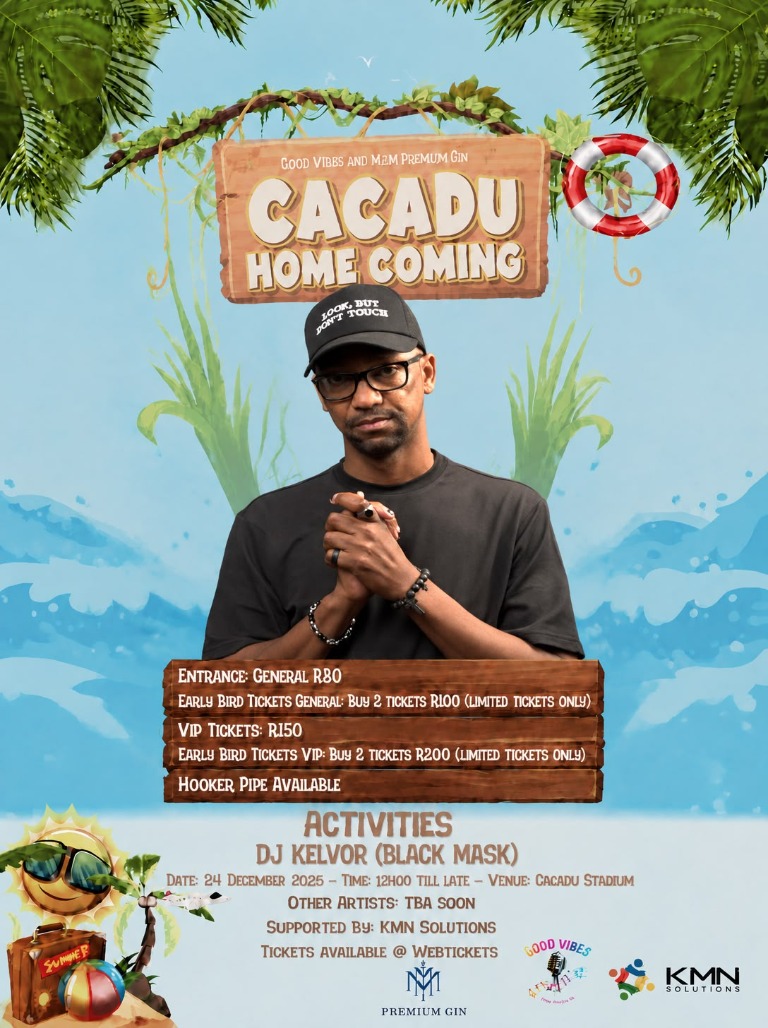 Good Vibes and M&M Premum Gin
CACADU
HOME COMING
LOOK, BUT
DON'T TOUCH
Entrance: General R80
Early Bird Tickets General: Buy 2 tickets R100 (limited tickets only)
VIP Tickets: R150
Early Bird Tickets VIP: Buy 2 tickets R200 (limited tickets only)
Hooker Pipe Available
ACTIVITIES
DJ KELVOR (BLACK MASK)
Date: 24 December 2025 – Time: 12H00 till late – Venue: Cacadu Stadium
Other Artists: TBA soon
Supported by: KMN Solutions
Tickets available @ Webtickets
SUMMER
PREMIUM GIN
GOOD VIBES
KMN
SOLUTIONS